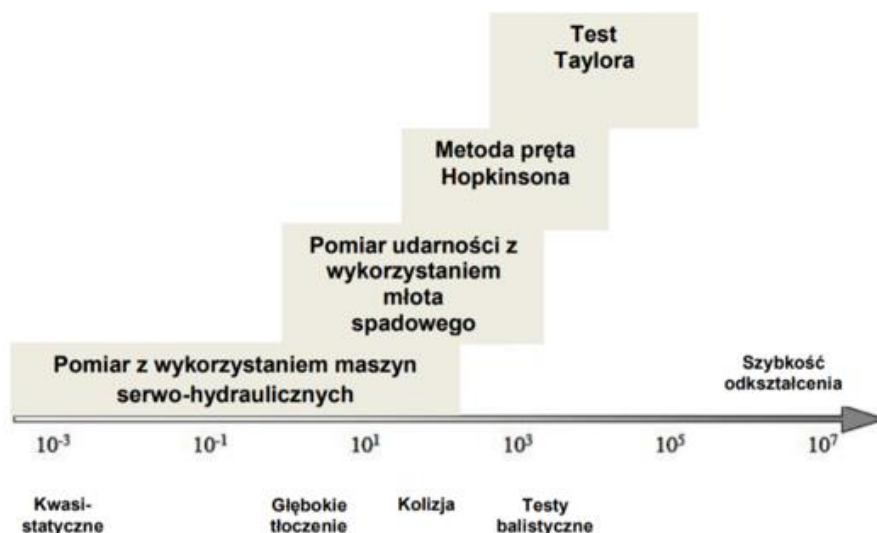 Test
Taylora
Metoda pręta
Hopkinsona
Pomiar udarności z
wykorzystaniem
młota
spadowego
Pomiar z wykorzystaniem maszyn
serwo-hydraulicznych
Szybkość
odkształcenia
10⁻³ 10⁻¹ 10¹ 10³ 10⁵ 10⁷
Kwasi-
statyczne
Głębokie
tłoczenie
Kolizja
Testy
balistyczne